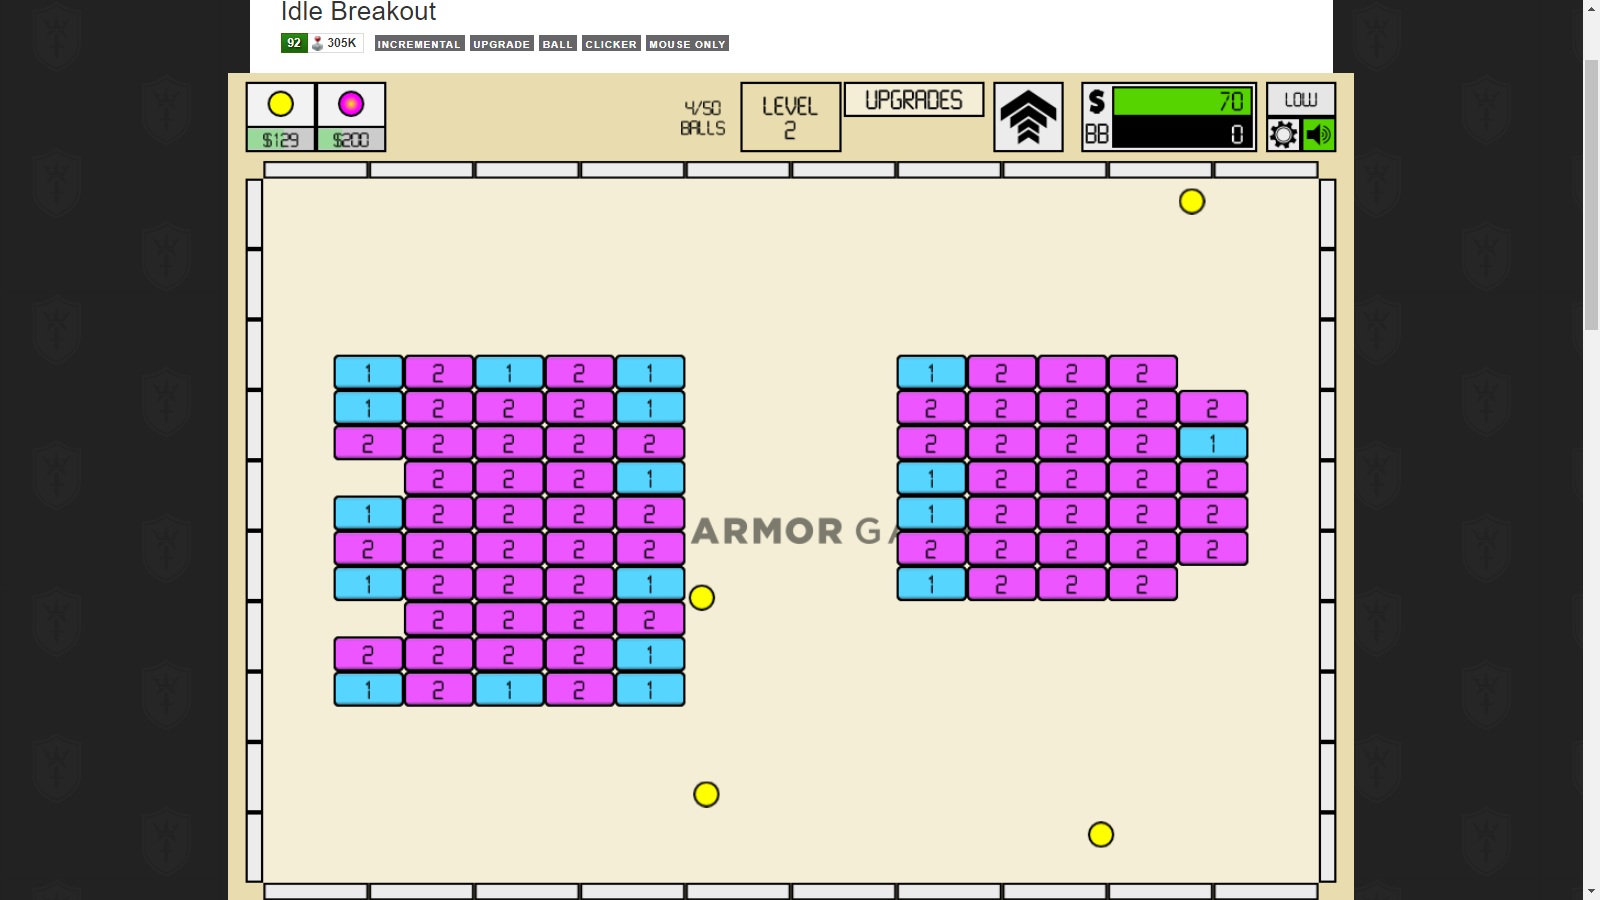 Idle Breakout
92 305K INCREMENTAL UPGRADE BALL CLICKER MOUSE ONLY
$129 $200
4/50
BALLS
LEVEL
2
UPGRADES
$ 70
BB 0
LOW
1 2 1 2 1 1 2 2 2
1 2 2 2 1 2 2 2 2 2
2 2 2 2 2 2 2 2 2 1
2 2 2 1 1 2 2 2 2
1 2 2 2 2 ARMOR GA 1 2 2 2 2
2 2 2 2 2 2 2 2 2 2
1 2 2 2 1 1 2 2 2
2 2 2 2
2 2 2 2 1
1 2 1 2 1